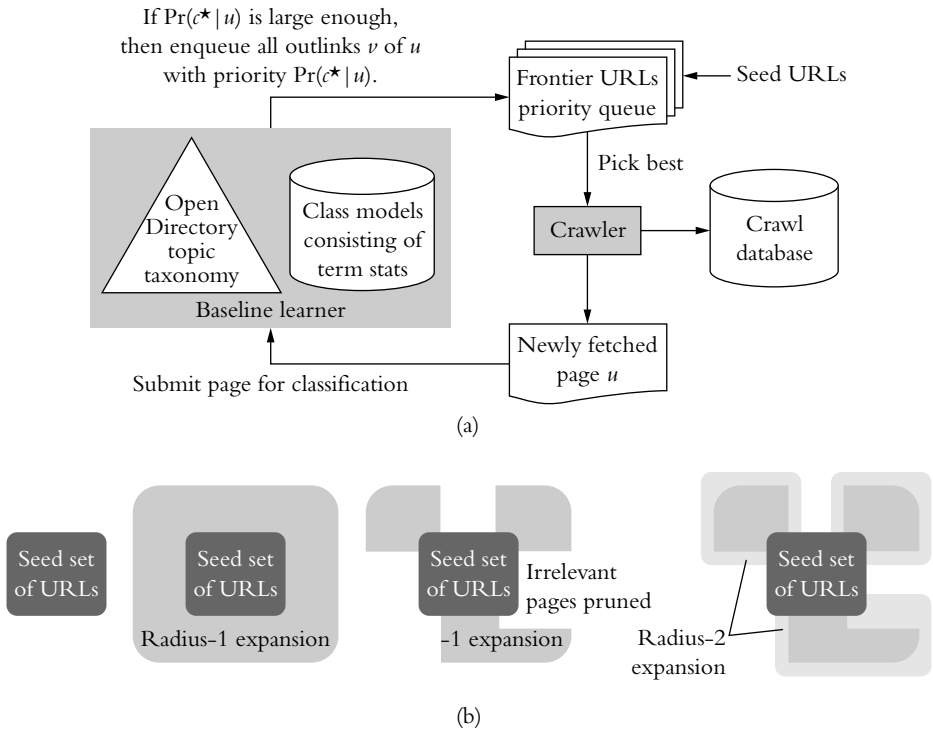 If Pr(c★|u) is large enough,
then enqueue all outlinks v of u
with priority Pr(c★|u).
Frontier URLs
priority queue
Seed URLs
Pick best
Open
Directory
topic
taxonomy
Class models
consisting of
term stats
Baseline learner
Crawler
Crawl
database
Newly fetched
page u
Submit page for classification
(a)
Seed set
of URLs
Seed set
of URLs
Radius-1 expansion
Seed set
of URLs
Irrelevant
pages pruned
-1 expansion
Seed set
of URLs
Radius-2
expansion
(b)